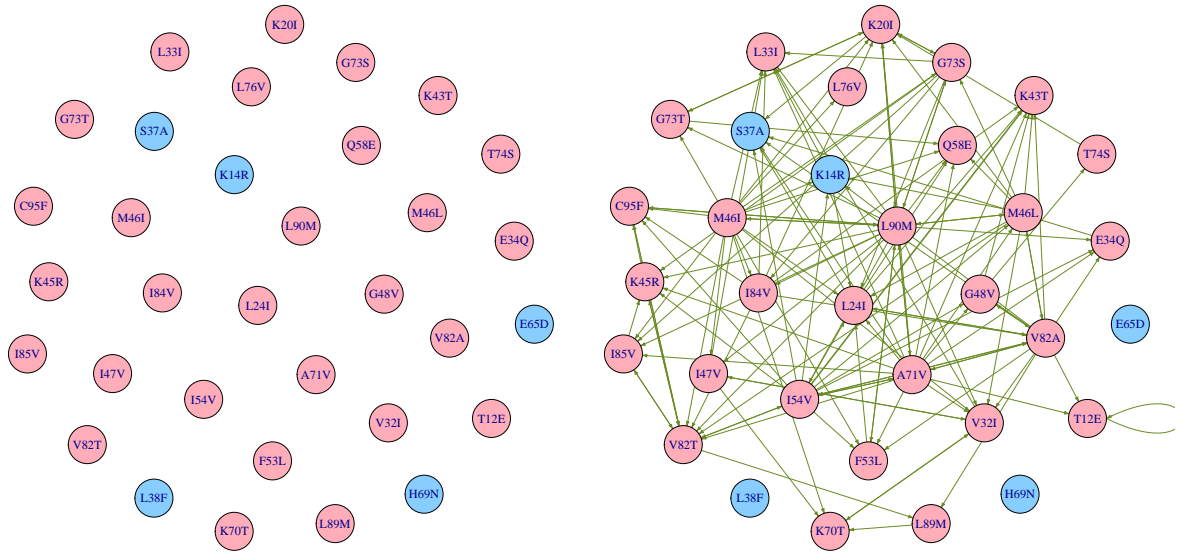 K20I
L33I
G73S
L76V
K43T
G73T
S37A
Q58E
T74S
K14R
C95F
M46I
M46L
L90M
E34Q
K45R
I84V
L24I
G48V
E65D
V82A
I85V
I47V
A71V
I54V
V32I
T12E
V82T
F53L
L38F
H69N
K70T
L89M
K20I
L33I
G73S
L76V
K43T
G73T
S37A
Q58E
T74S
K14R
C95F
M46I
M46L
L90M
E34Q
K45R
I84V
L24I
G48V
E65D
V82A
I85V
I47V
A71V
I54V
V32I
T12E
V82T
F53L
L38F
H69N
K70T
L89M